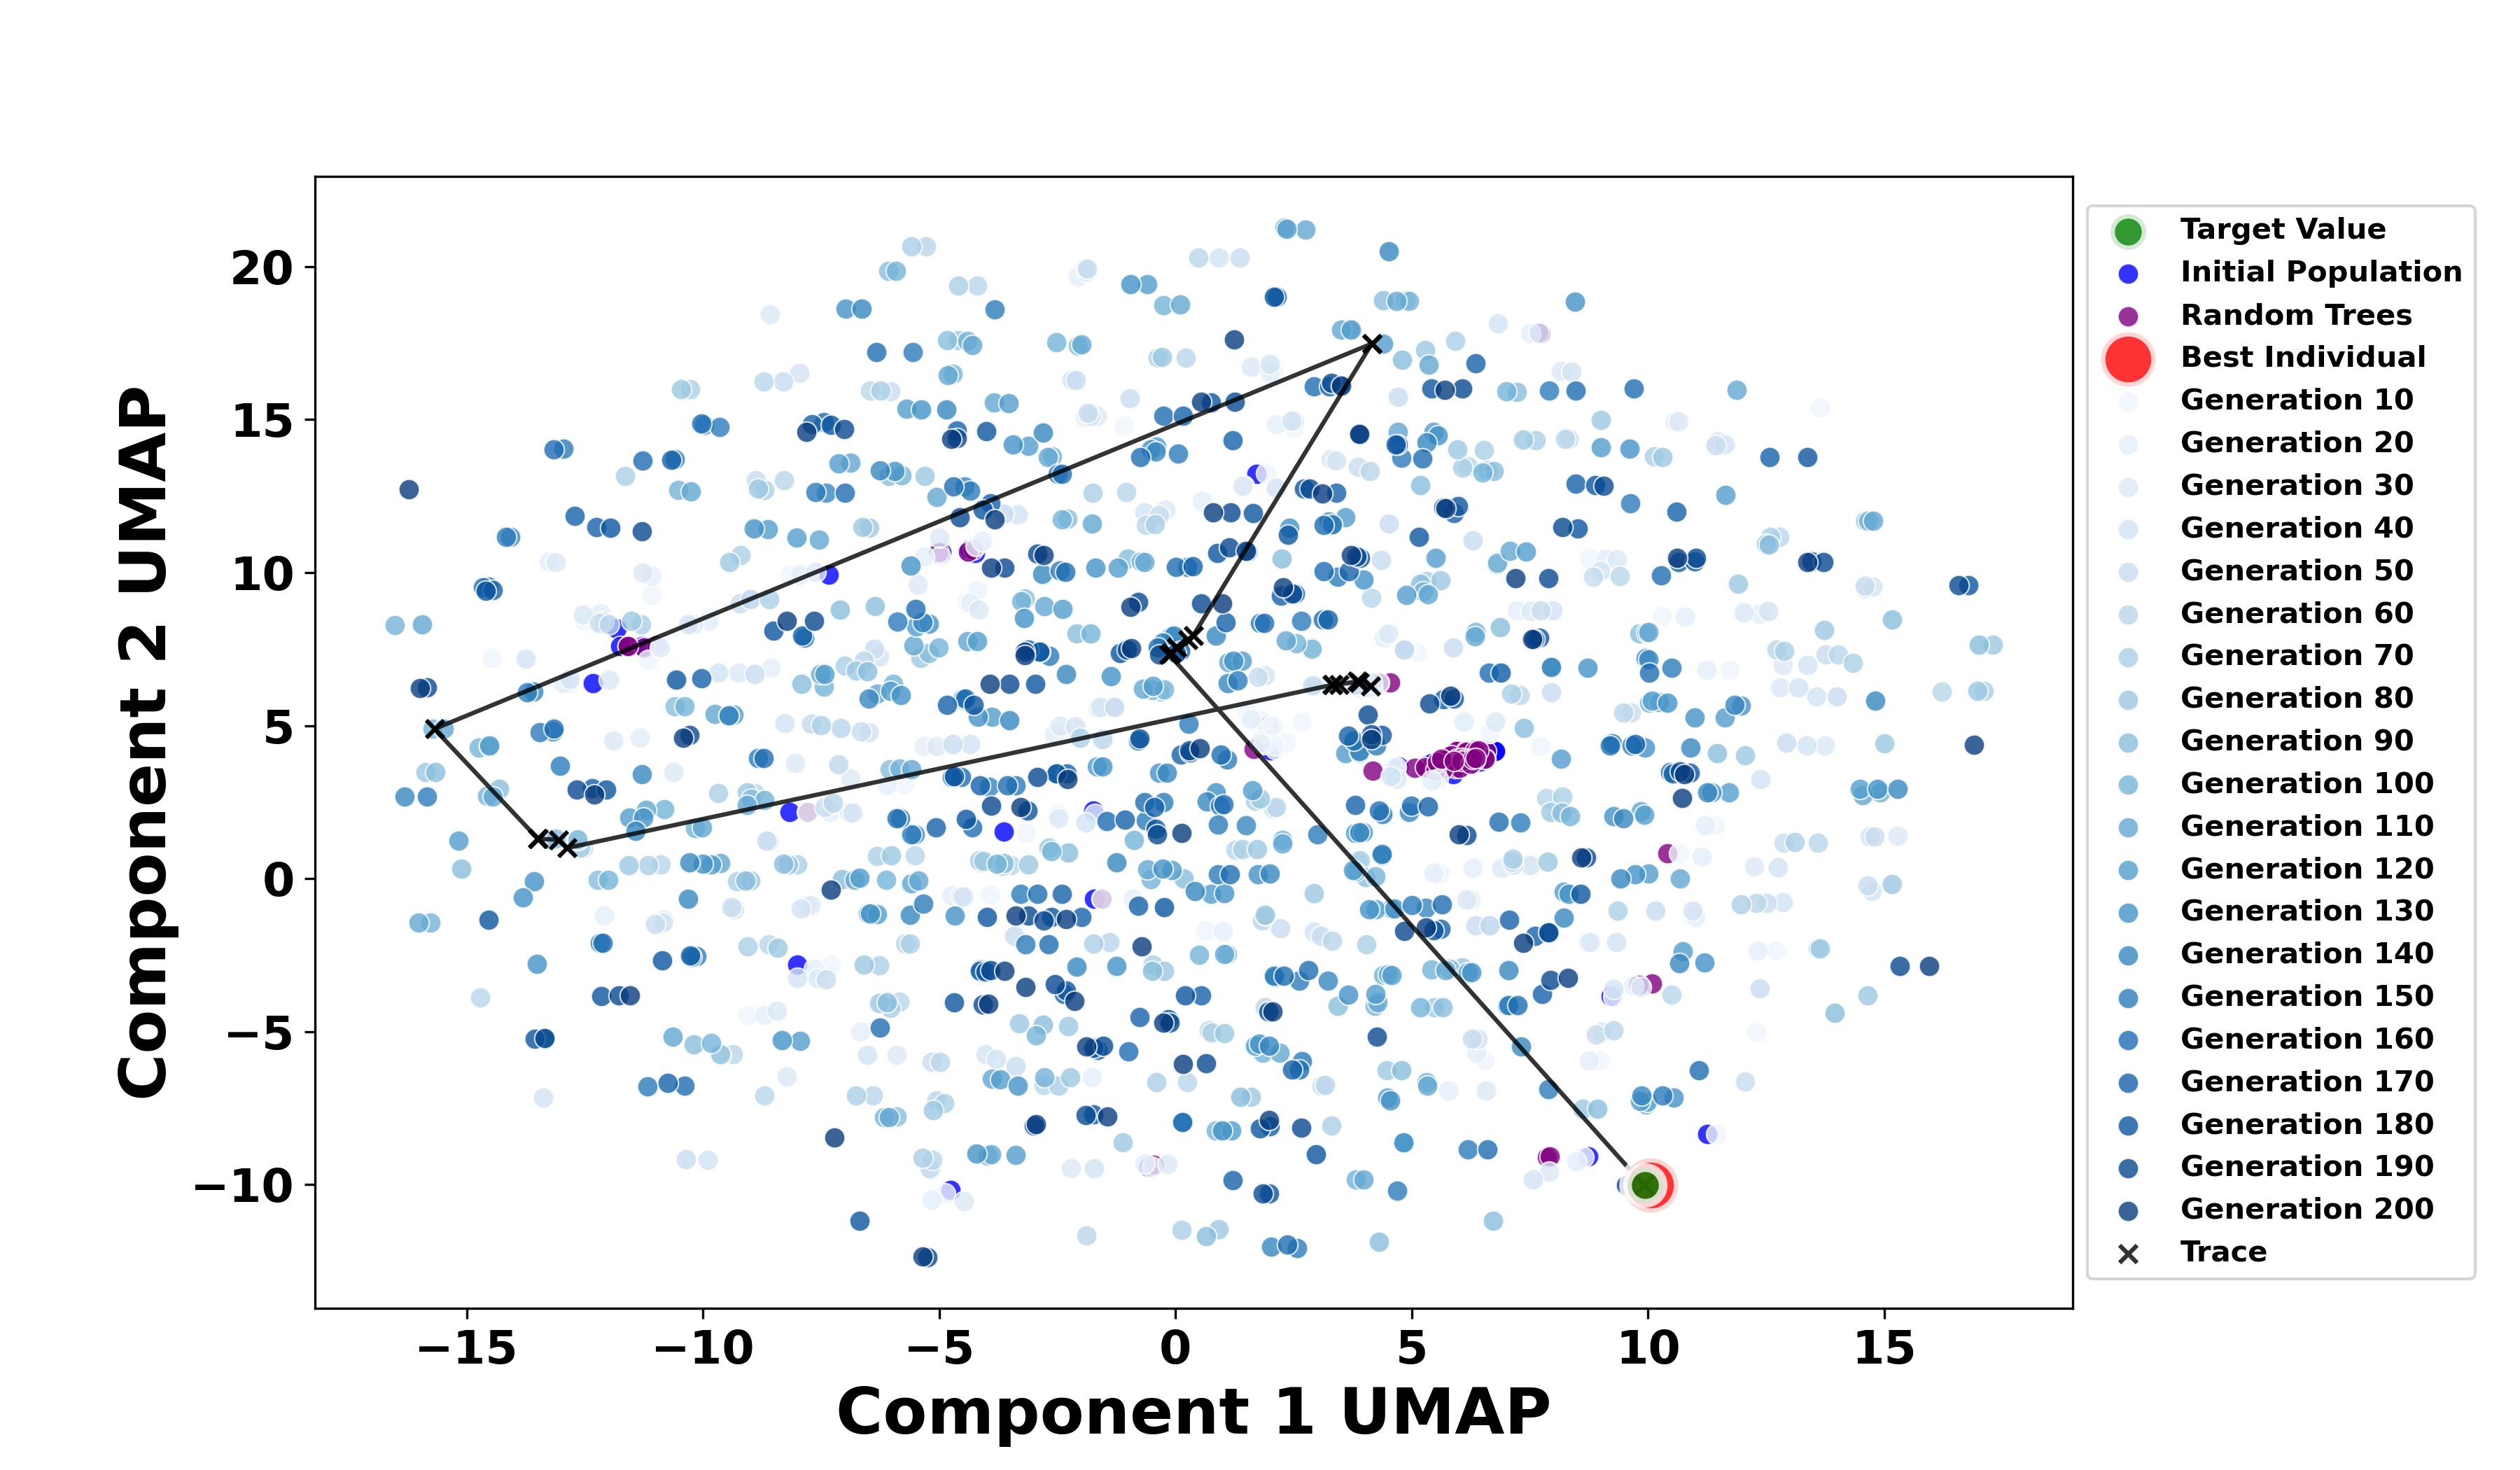 20
15
10
5
0
−5
−10
Component 2 UMAP
−15
−10
−5
0
5
10
15
Component 1 UMAP
Target Value
Initial Population
Random Trees
Best Individual
Generation 10
Generation 20
Generation 30
Generation 40
Generation 50
Generation 60
Generation 70
Generation 80
Generation 90
Generation 100
Generation 110
Generation 120
Generation 130
Generation 140
Generation 150
Generation 160
Generation 170
Generation 180
Generation 190
Generation 200
Trace